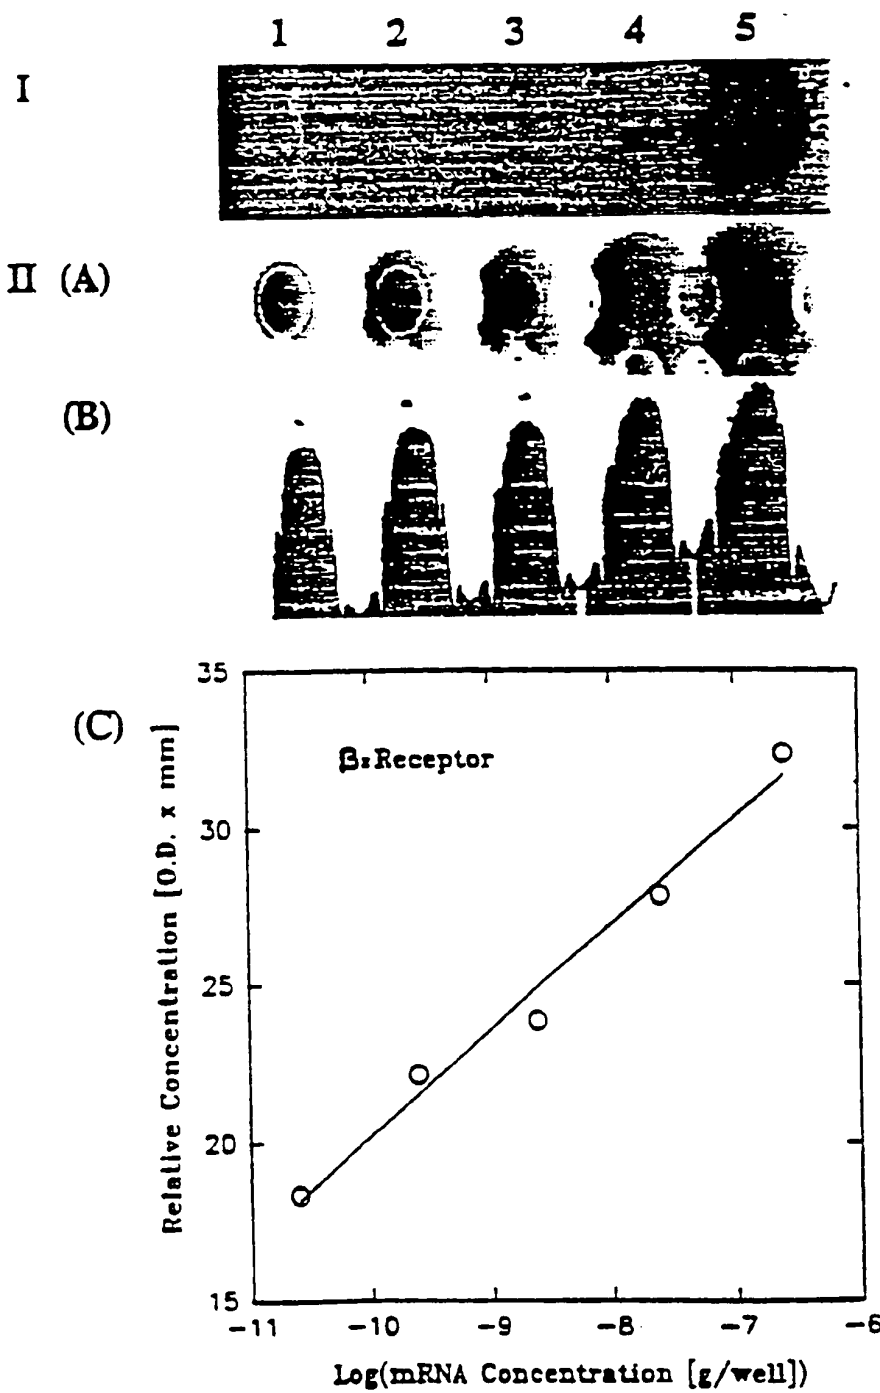 1 2 3 4 5
I
II (A)
(B)
(C)
35
30
25
20
15
Relative Concentration [O.D. x mm]
β2Receptor
-11 -10 -9 -8 -7 -6
Log(mRNA Concentration [g/well])